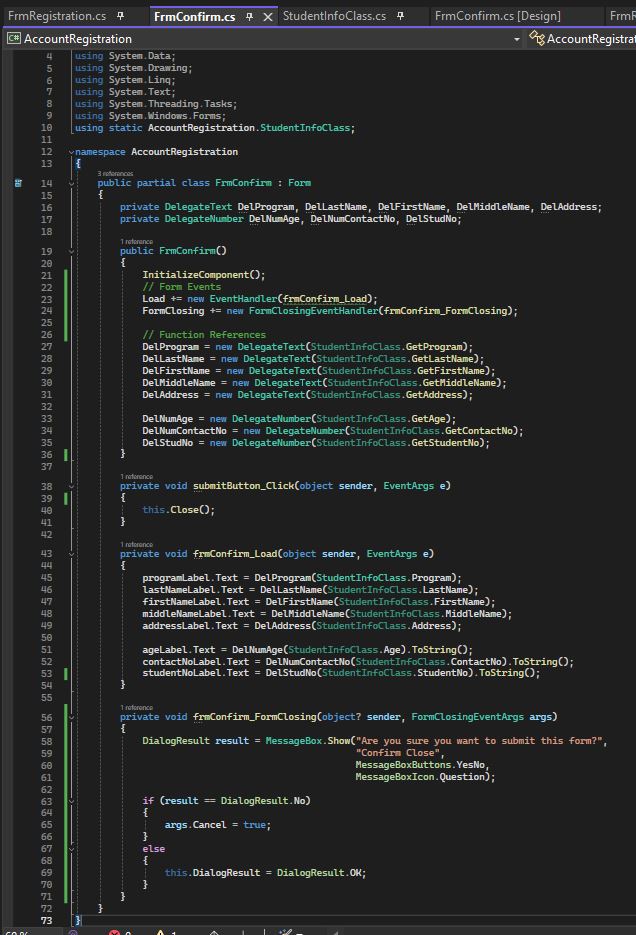 FrmRegistration.cs FrmConfirm.cs StudentInfoClass.cs FrmConfirm.cs [Design] FrmR
C# AccountRegistration AccountRegistra
4 using System.Data;
5 using System.Drawing;
6 using System.Linq;
7 using System.Text;
8 using System.Threading.Tasks;
9 using System.Windows.Forms;
10 using static AccountRegistration.StudentInfoClass;
11
12 namespace AccountRegistration
13 {
3 references
14 public partial class FrmConfirm : Form
15 {
16 private DelegateText DelProgram, DelLastName, DelFirstName, DelMiddleName, DelAddress;
17 private DelegateNumber DelNumAge, DelNumContactNo, DelStudNo;
18
1 reference
19 public FrmConfirm()
20 {
21 InitializeComponent();
22 // Form Events
23 Load += new EventHandler(frmConfirm_Load);
24 FormClosing += new FormClosingEventHandler(frmConfirm_FormClosing);
25
26 // Function References
27 DelProgram = new DelegateText(StudentInfoClass.GetProgram);
28 DelLastName = new DelegateText(StudentInfoClass.GetLastName);
29 DelFirstName = new DelegateText(StudentInfoClass.GetFirstName);
30 DelMiddleName = new DelegateText(StudentInfoClass.GetMiddleName);
31 DelAddress = new DelegateText(StudentInfoClass.GetAddress);
32
33 DelNumAge = new DelegateNumber(StudentInfoClass.GetAge);
34 DelNumContactNo = new DelegateNumber(StudentInfoClass.GetContactNo);
35 DelStudNo = new DelegateNumber(StudentInfoClass.GetStudentNo);
36 }
37
1 reference
38 private void submitButton_Click(object sender, EventArgs e)
39 {
40 this.Close();
41 }
42
1 reference
43 private void frmConfirm_Load(object sender, EventArgs e)
44 {
45 programLabel.Text = DelProgram(StudentInfoClass.Program);
46 lastNameLabel.Text = DelLastName(StudentInfoClass.LastName);
47 firstNameLabel.Text = DelFirstName(StudentInfoClass.FirstName);
48 middleNameLabel.Text = DelMiddleName(StudentInfoClass.MiddleName);
49 addressLabel.Text = DelAddress(StudentInfoClass.Address);
50
51 ageLabel.Text = DelNumAge(StudentInfoClass.Age).ToString();
52 contactNoLabel.Text = DelNumContactNo(StudentInfoClass.ContactNo).ToString();
53 studentNoLabel.Text = DelStudNo(StudentInfoClass.StudentNo).ToString();
54 }
55
1 reference
56 private void frmConfirm_FormClosing(object? sender, FormClosingEventArgs args)
57 {
58 DialogResult result = MessageBox.Show("Are you sure you want to submit this form?",
59 "Confirm Close",
60 MessageBoxButtons.YesNo,
61 MessageBoxIcon.Question);
62
63 if (result == DialogResult.No)
64 {
65 args.Cancel = true;
66 }
67 else
68 {
69 this.DialogResult = DialogResult.OK;
70 }
71 }
72 }
73 }